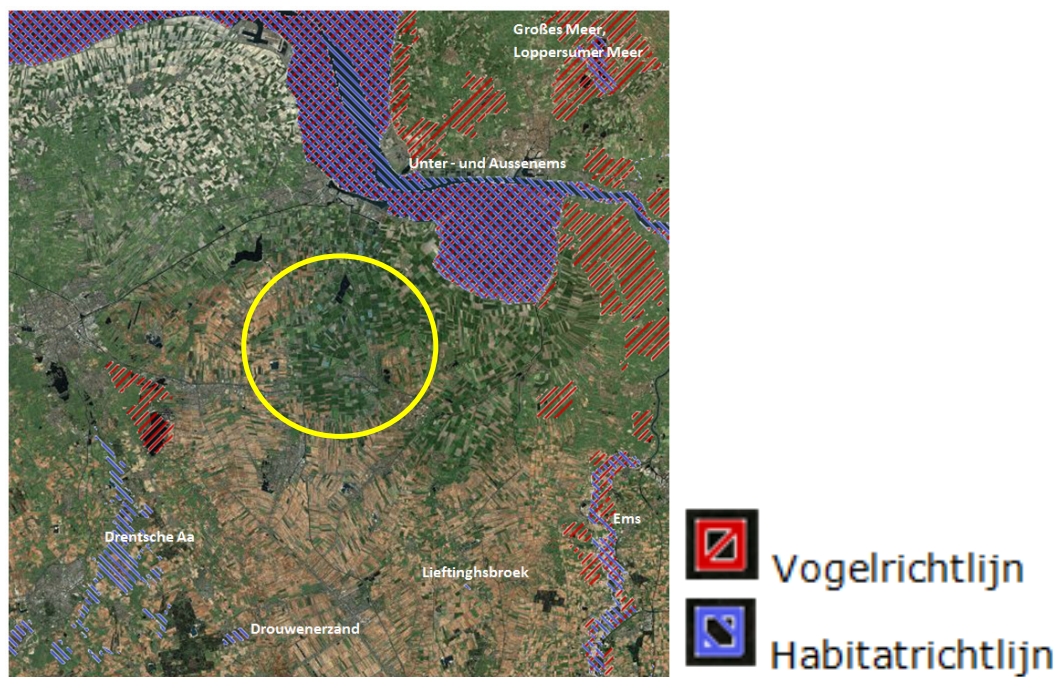 Großes Meer,
Loppersumer Meer
Unter - und Aussenems
Ems
Drentsche Aa
Lieftinghsbroek
Drouwenerzand
Vogelrichtlijn
Habitatrichtlijn